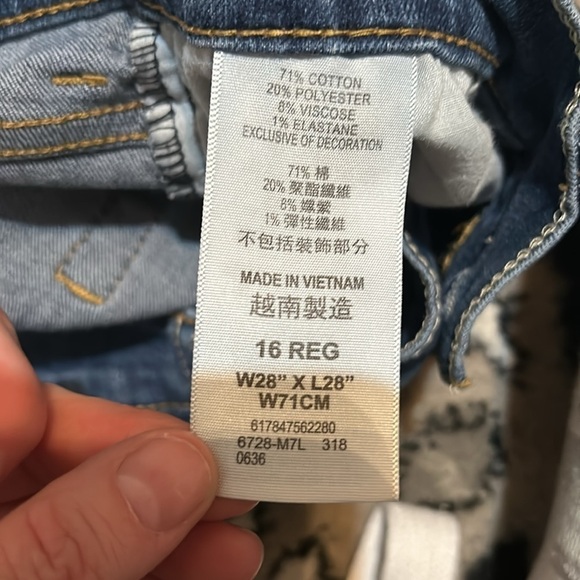 71% COTTON
20% POLYESTER
8% VISCOSE
1% ELASTANE
EXCLUSIVE OF DECORATION
71% 棉
20% 聚酯纖維
8% 嫘縈
1% 彈性纖維
不包括裝飾部分
MADE IN VIETNAM
越南製造
16 REG
W28” X L28”
W71CM
617847562280
6728-M7L 318
0636